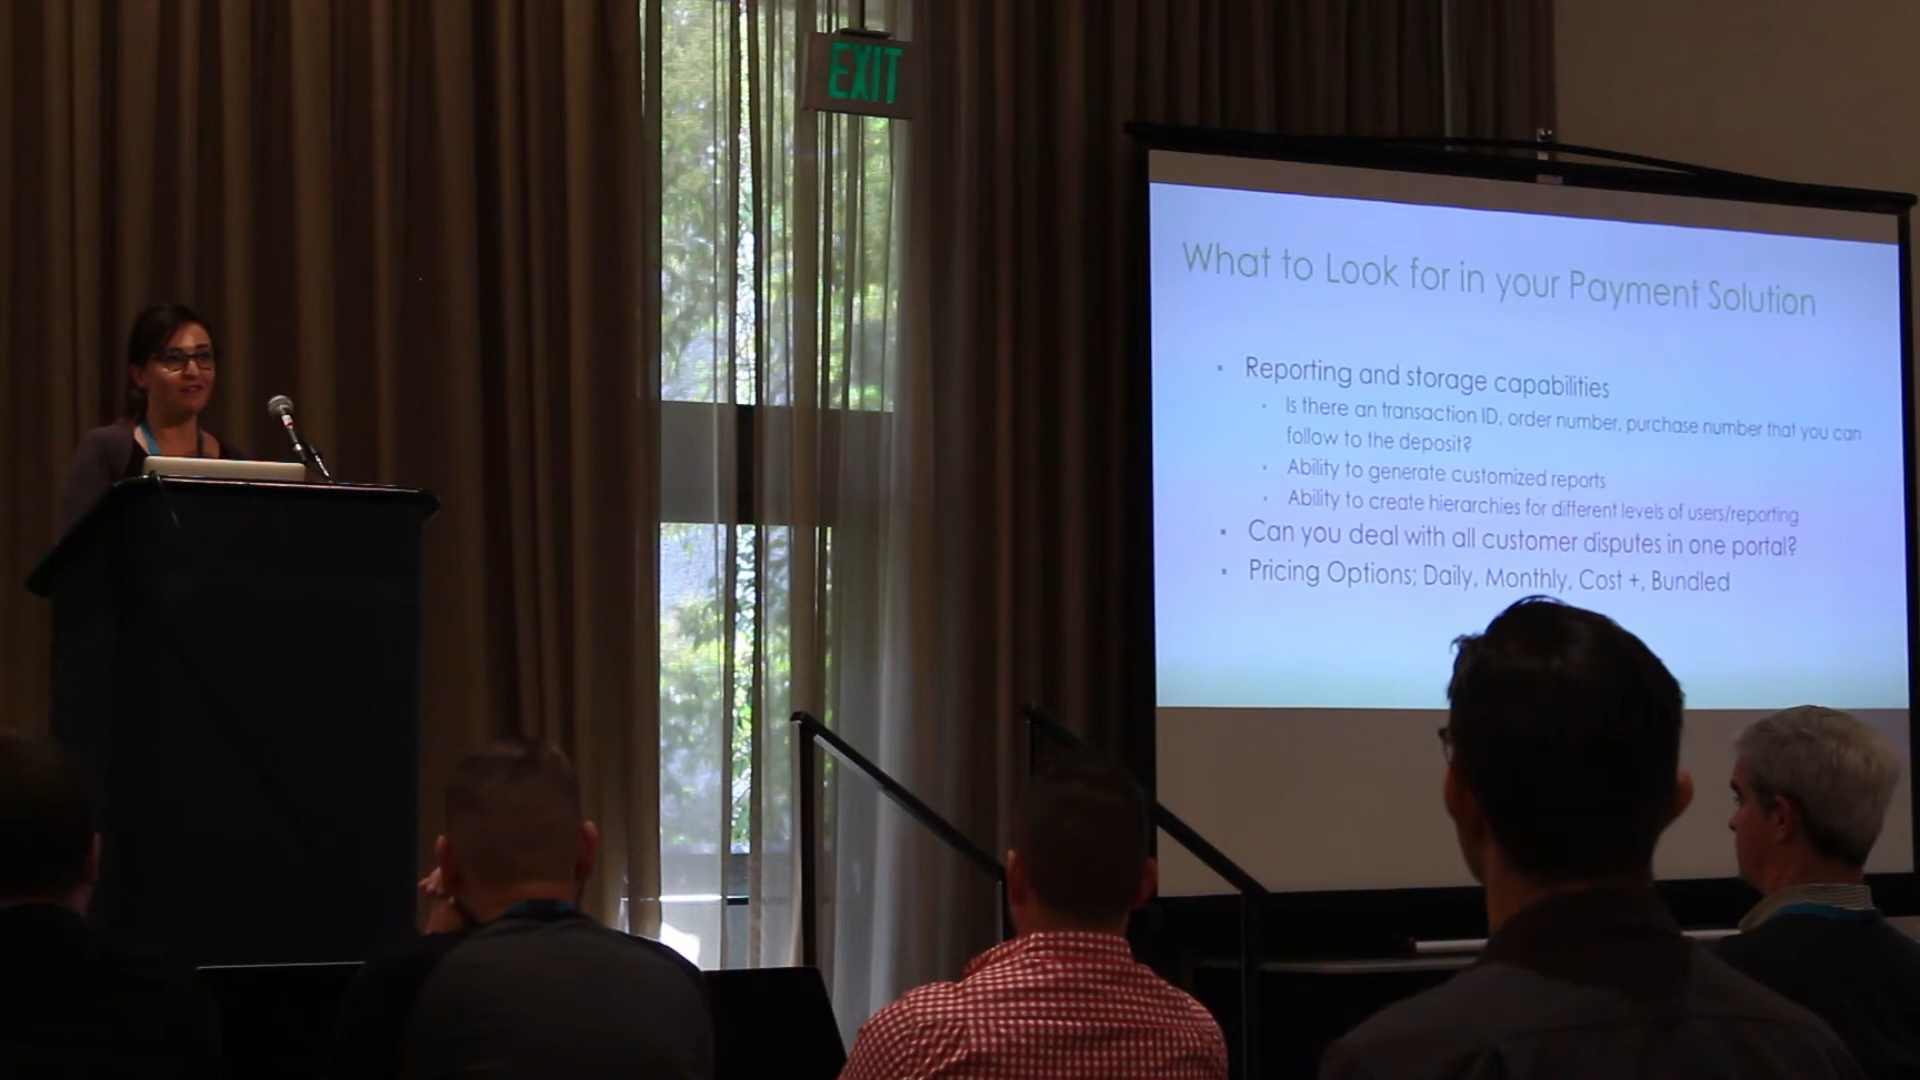 EXIT
What to Look for in your Payment Solution
Reporting and storage capabilities
Is there an transaction ID, order number, purchase number that you can
follow to the deposit?
Ability to generate customized reports
Ability to create hierarchies for different levels of users/reporting
Can you deal with all customer disputes in one portal?
Pricing Options; Daily, Monthly, Cost +, Bundled